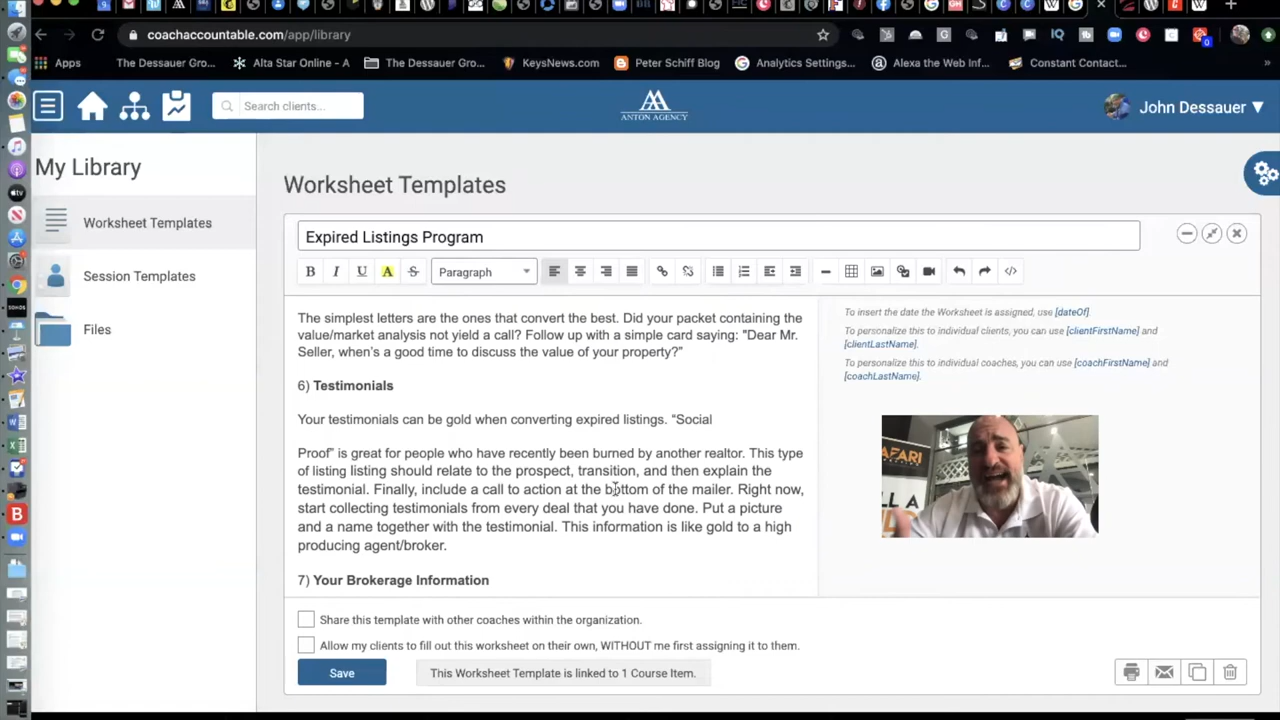 coachaccountable.com/app/library
Apps
The Dessauer Gro...
Alta Star Online - A
The Dessauer Gro...
KeysNews.com
Peter Schiff Blog
Analytics Settings...
Alexa the Web Inf...
Constant Contact...
»
Search clients...
ANTON AGENCY
John Dessauer ▼
My Library
Worksheet Templates
Session Templates
Files
Worksheet Templates
Expired Listings Program
B I U A S Paragraph
The simplest letters are the ones that convert the best. Did your packet containing the
value/market analysis not yield a call? Follow up with a simple card saying: "Dear Mr.
Seller, when's a good time to discuss the value of your property?"
6) Testimonials
Your testimonials can be gold when converting expired listings. "Social
Proof" is great for people who have recently been burned by another realtor. This type
of listing listing should relate to the prospect, transition, and then explain the
testimonial. Finally, include a call to action at the bottom of the mailer. Right now,
start collecting testimonials from every deal that you have done. Put a picture
and a name together with the testimonial. This information is like gold to a high
producing agent/broker.
7) Your Brokerage Information
To insert the date the Worksheet is assigned, use [dateOf].
To personalize this to individual clients, you can use [clientFirstName] and
[clientLastName].
To personalize this to individual coaches, you can use [coachFirstName] and
[coachLastName].
AFARI
Share this template with other coaches within the organization.
Allow my clients to fill out this worksheet on their own, WITHOUT me first assigning it to them.
Save
This Worksheet Template is linked to 1 Course Item.